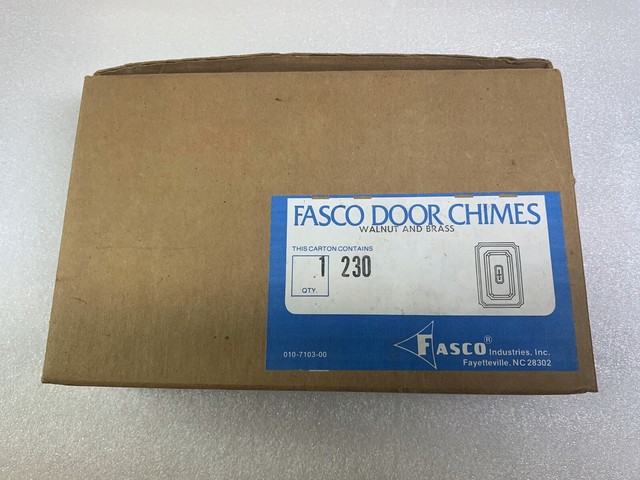 FASCO DOOR CHIMES
WALNUT AND BRASS
THIS CARTON CONTAINS
1 230
QTY.
FASCO® Industries, Inc.
010-7103-00
Fayetteville, NC 28302